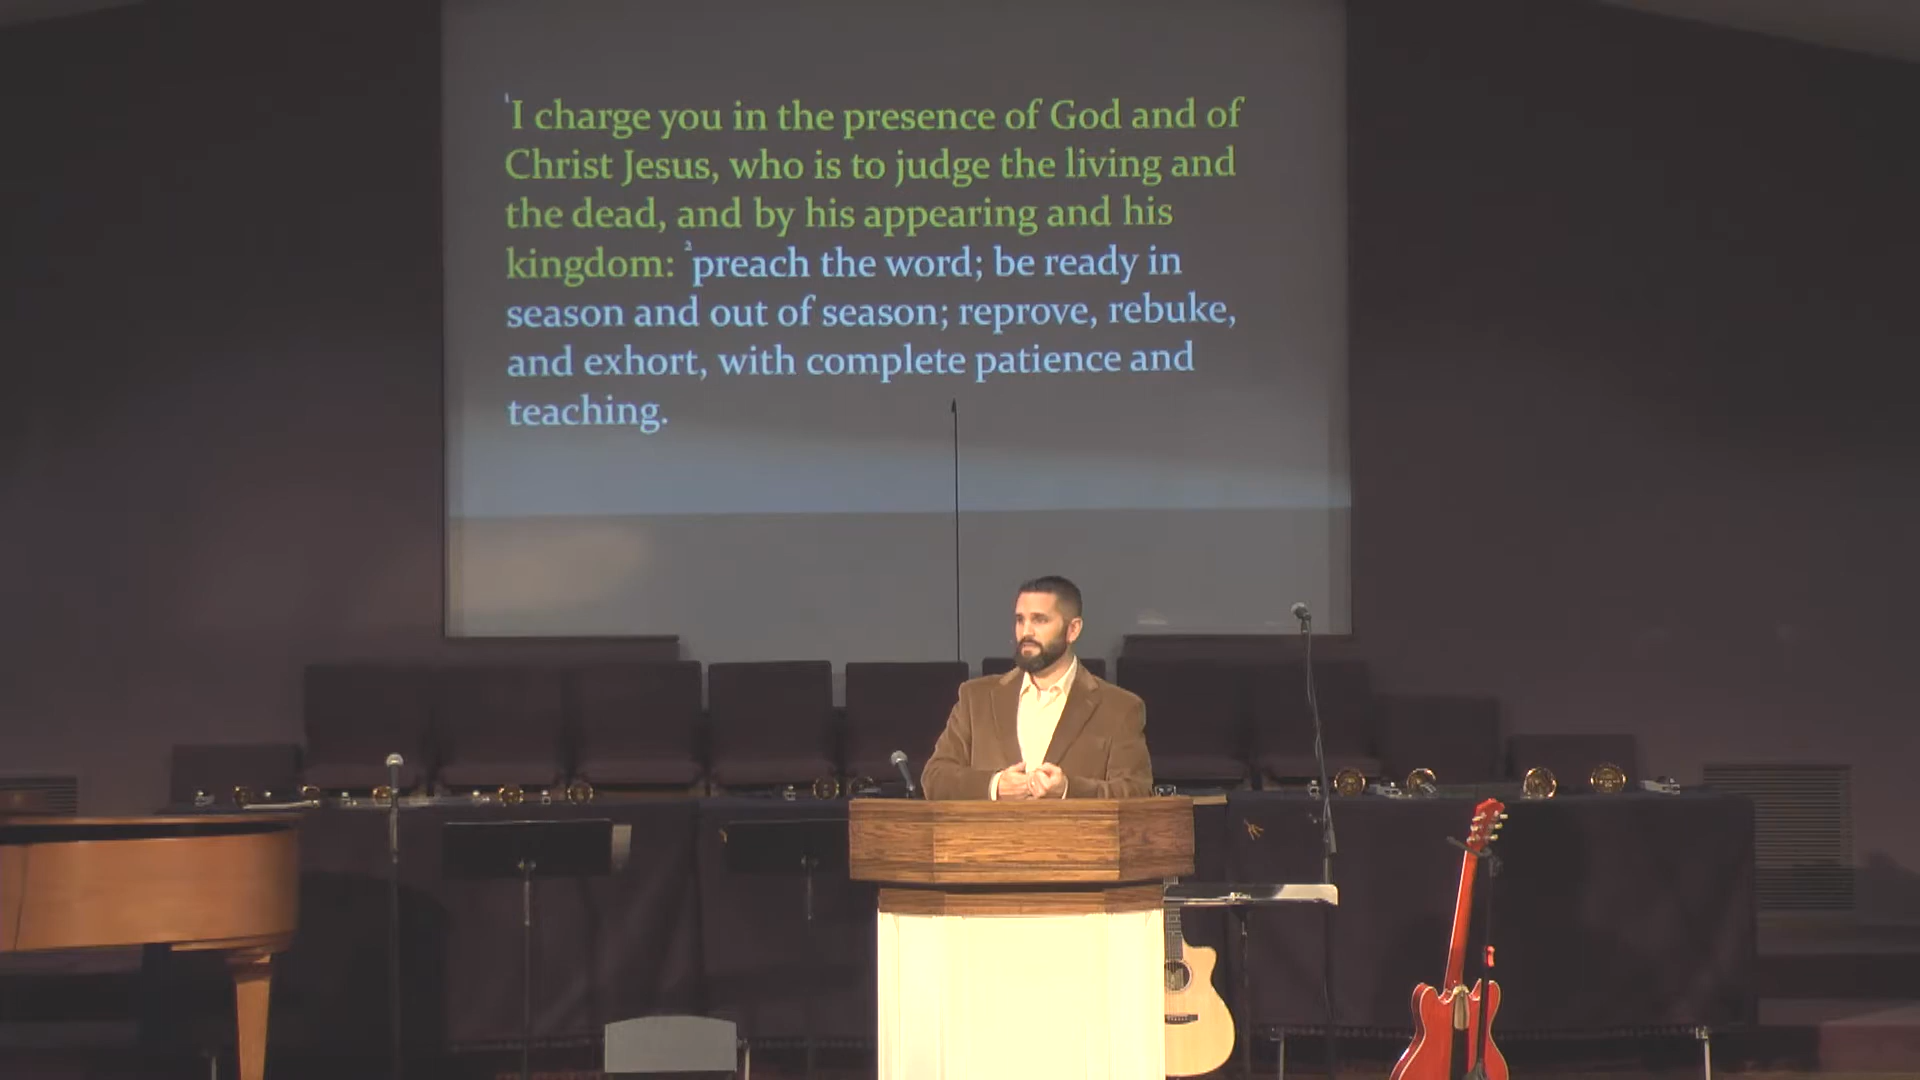 ¹I charge you in the presence of God and of
Christ Jesus, who is to judge the living and
the dead, and by his appearing and his
kingdom: ²preach the word; be ready in
season and out of season; reprove, rebuke,
and exhort, with complete patience and
teaching.